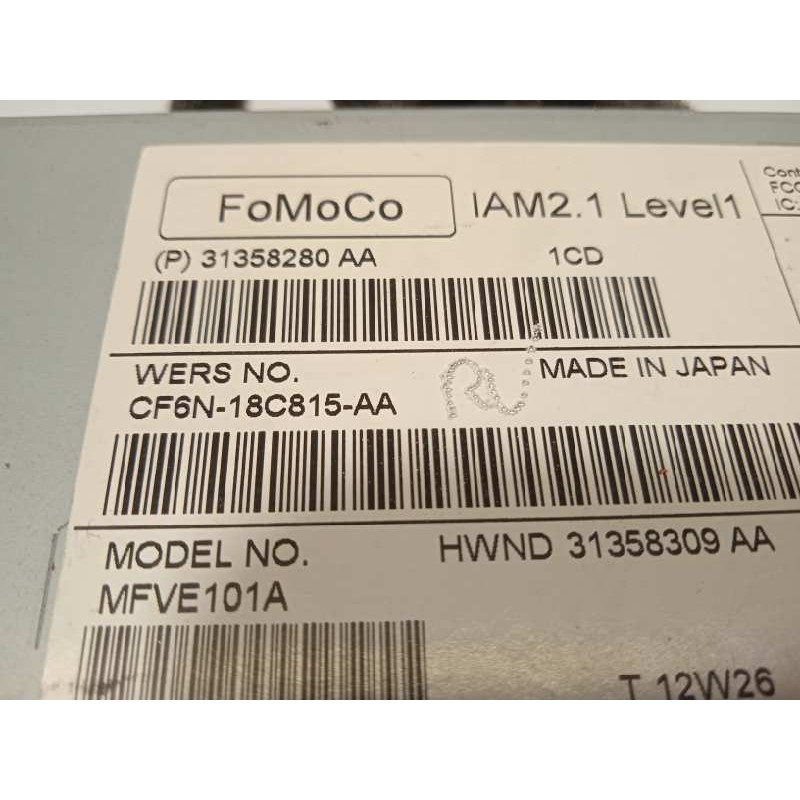 FoMoCo IAM2.1 Level1
(P) 31358280 AA 1CD
WERS NO. MADE IN JAPAN
CF6N-18C815-AA
MODEL NO. HWND 31358309 AA
MFVE101A
T 12W26